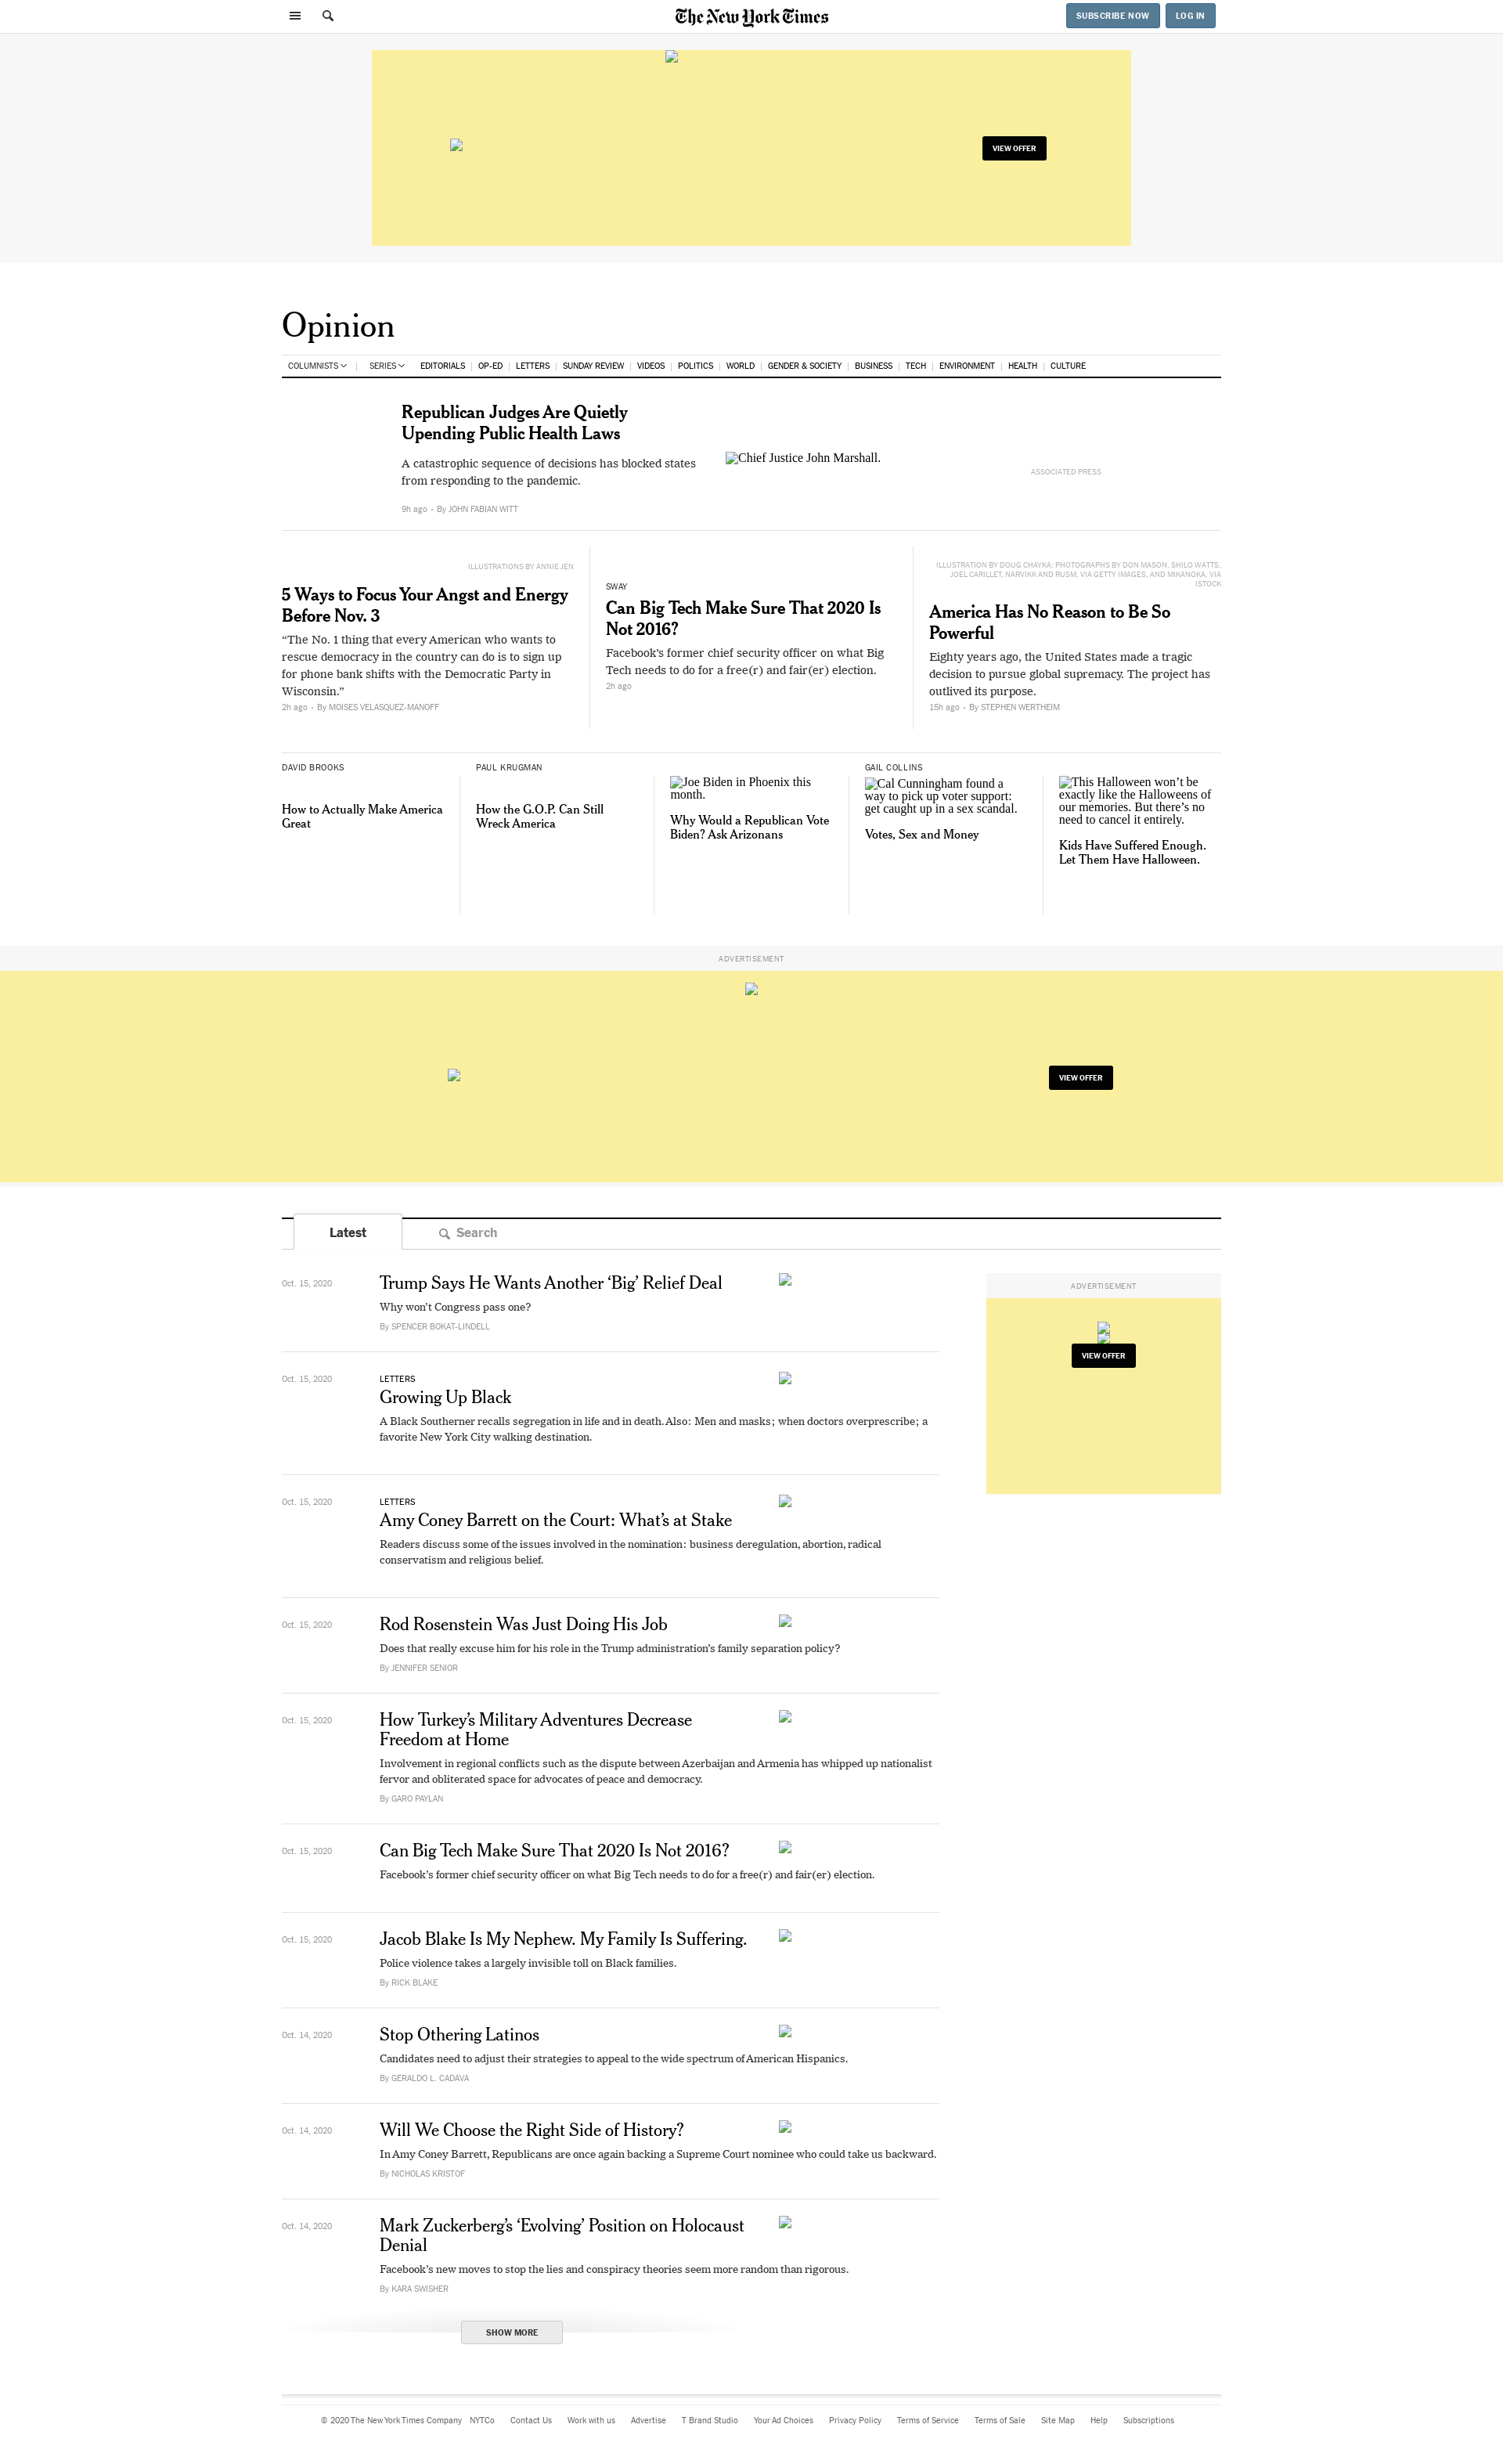 The New York Times
SUBSCRIBE NOW
LOG IN
VIEW OFFER
Opinion
COLUMNISTS
SERIES
EDITORIALS
OP-ED
LETTERS
SUNDAY REVIEW
VIDEOS
POLITICS
WORLD
GENDER & SOCIETY
BUSINESS
TECH
ENVIRONMENT
HEALTH
CULTURE
Republican Judges Are Quietly
Upending Public Health Laws
A catastrophic sequence of decisions has blocked states
from responding to the pandemic.
9h ago • By JOHN FABIAN WITT
Chief Justice John Marshall.
ASSOCIATED PRESS
ILLUSTRATIONS BY ANNIE JEN
5 Ways to Focus Your Angst and Energy
Before Nov. 3
“The No. 1 thing that every American who wants to
rescue democracy in the country can do is to sign up
for phone bank shifts with the Democratic Party in
Wisconsin.”
2h ago • By MOISES VELASQUEZ-MANOFF
SWAY
Can Big Tech Make Sure That 2020 Is
Not 2016?
Facebook’s former chief security officer on what Big
Tech needs to do for a free(r) and fair(er) election.
2h ago
ILLUSTRATION BY DOUG CHAYKA; PHOTOGRAPHS BY DON MASON, SHILO WATTS,
JOEL CARILLET, NARVIKK AND RUSM, VIA GETTY IMAGES, AND MIKANOKA, VIA
ISTOCK
America Has No Reason to Be So
Powerful
Eighty years ago, the United States made a tragic
decision to pursue global supremacy. The project has
outlived its purpose.
15h ago • By STEPHEN WERTHEIM
DAVID BROOKS
How to Actually Make America
Great
PAUL KRUGMAN
How the G.O.P. Can Still
Wreck America
Joe Biden in Phoenix this
month.
Why Would a Republican Vote
Biden? Ask Arizonans
GAIL COLLINS
Cal Cunningham found a
way to pick up voter support:
get caught up in a sex scandal.
Votes, Sex and Money
This Halloween won’t be
exactly like the Halloweens of
our memories. But there’s no
need to cancel it entirely.
Kids Have Suffered Enough.
Let Them Have Halloween.
ADVERTISEMENT
VIEW OFFER
Latest
Search
Oct. 15, 2020
Trump Says He Wants Another ‘Big’ Relief Deal
Why won’t Congress pass one?
By SPENCER BOKAT-LINDELL
ADVERTISEMENT
VIEW OFFER
Oct. 15, 2020
LETTERS
Growing Up Black
A Black Southerner recalls segregation in life and in death. Also: Men and masks; when doctors overprescribe; a
favorite New York City walking destination.
Oct. 15, 2020
LETTERS
Amy Coney Barrett on the Court: What’s at Stake
Readers discuss some of the issues involved in the nomination: business deregulation, abortion, radical
conservatism and religious belief.
Oct. 15, 2020
Rod Rosenstein Was Just Doing His Job
Does that really excuse him for his role in the Trump administration’s family separation policy?
By JENNIFER SENIOR
Oct. 15, 2020
How Turkey’s Military Adventures Decrease
Freedom at Home
Involvement in regional conflicts such as the dispute between Azerbaijan and Armenia has whipped up nationalist
fervor and obliterated space for advocates of peace and democracy.
By GARO PAYLAN
Oct. 15, 2020
Can Big Tech Make Sure That 2020 Is Not 2016?
Facebook’s former chief security officer on what Big Tech needs to do for a free(r) and fair(er) election.
Oct. 15, 2020
Jacob Blake Is My Nephew. My Family Is Suffering.
Police violence takes a largely invisible toll on Black families.
By RICK BLAKE
Oct. 14, 2020
Stop Othering Latinos
Candidates need to adjust their strategies to appeal to the wide spectrum of American Hispanics.
By GERALDO L. CADAVA
Oct. 14, 2020
Will We Choose the Right Side of History?
In Amy Coney Barrett, Republicans are once again backing a Supreme Court nominee who could take us backward.
By NICHOLAS KRISTOF
Oct. 14, 2020
Mark Zuckerberg’s ‘Evolving’ Position on Holocaust
Denial
Facebook’s new moves to stop the lies and conspiracy theories seem more random than rigorous.
By KARA SWISHER
SHOW MORE
© 2020 The New York Times Company NYTCo Contact Us Work with us Advertise T Brand Studio Your Ad Choices Privacy Policy Terms of Service Terms of Sale Site Map Help Subscriptions